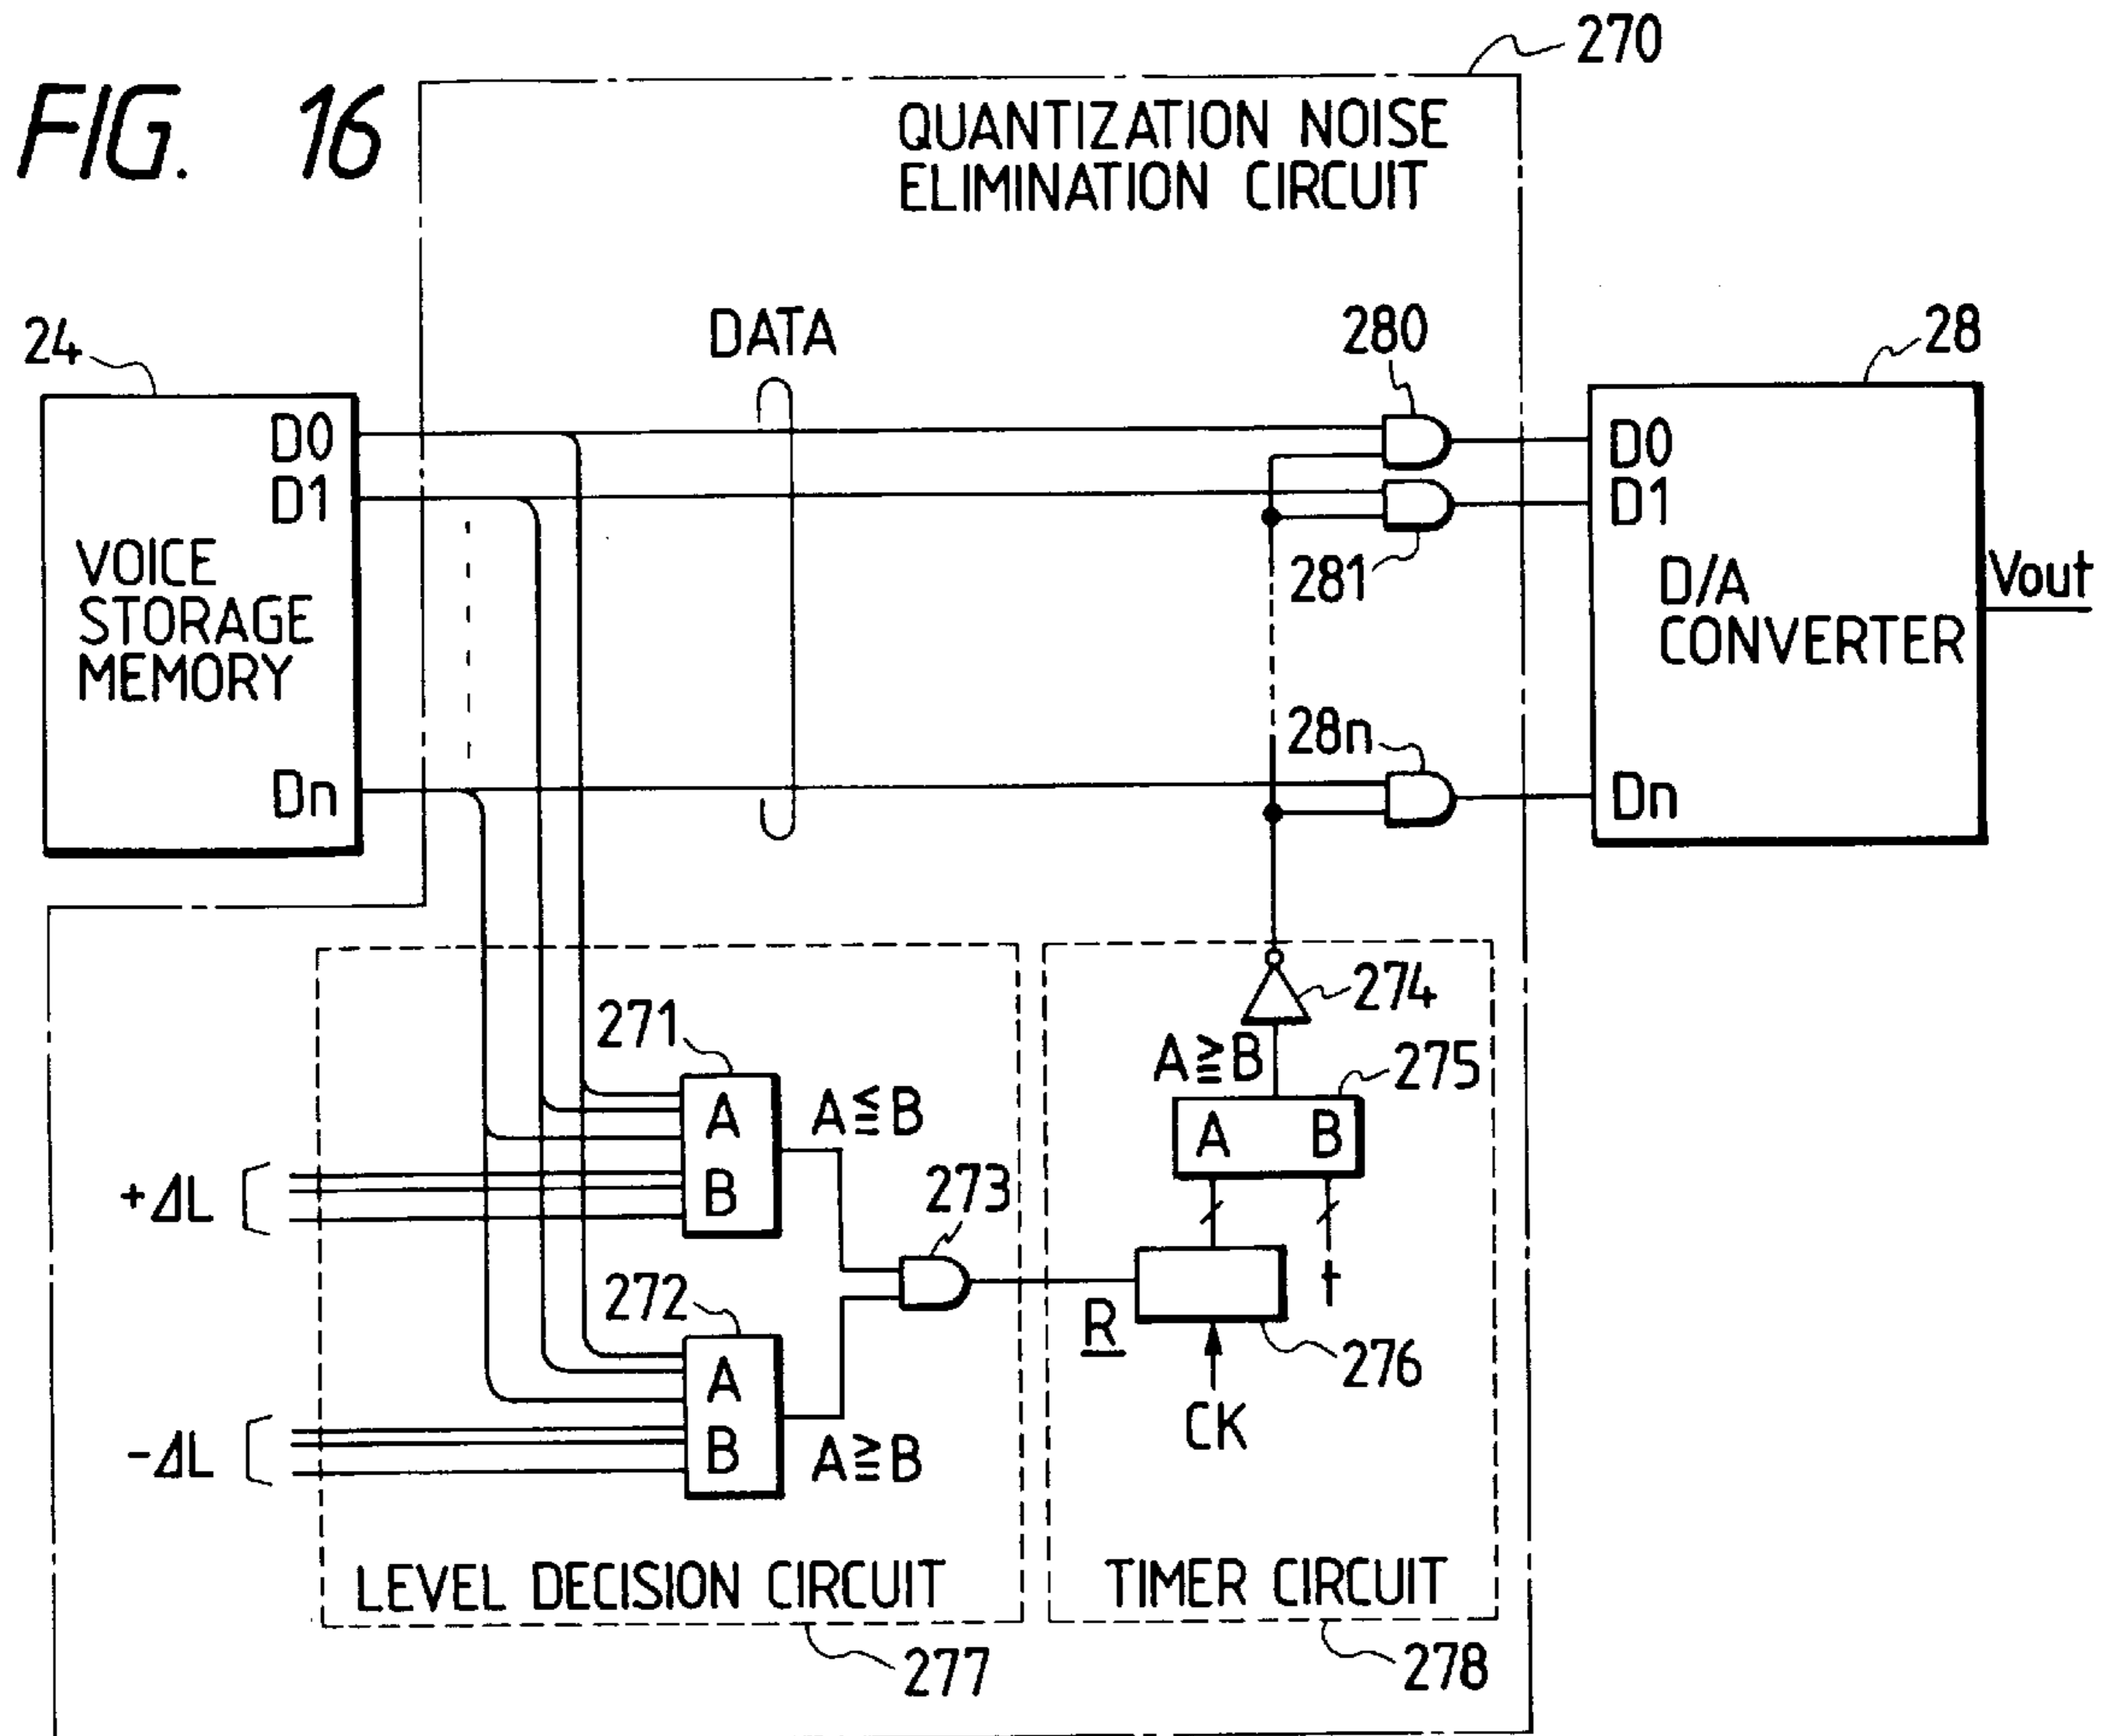 FIG. 16
270
QUANTIZATION NOISE
ELIMINATION CIRCUIT
24
DATA
280
28
D0
D1
Dn
VOICE
STORAGE
MEMORY
281
28n
D0
D1
Dn
D/A
CONVERTER
Vout
274
A≧B
275
A B
271
A
B
A≦B
+ΔL
273
272
A
B
A≧B
-ΔL
R
t
276
CK
LEVEL DECISION CIRCUIT
TIMER CIRCUIT
277
278